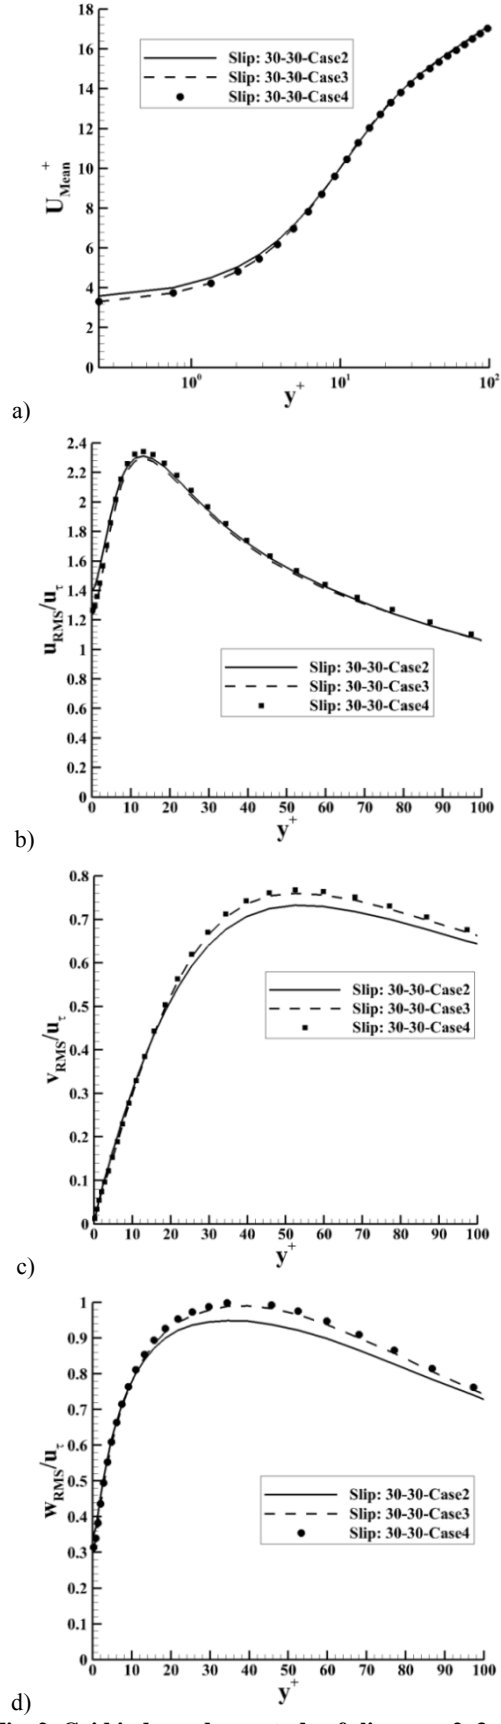 18
16
14
12
10
8
6
4
2
0
U_Mean^+
Slip: 30-30-Case2
Slip: 30-30-Case3
Slip: 30-30-Case4
10^0 10^1 10^2
y^+
a)
2.4
2.2
2
1.8
1.6
1.4
1.2
1
0.8
0.6
0.4
0.2
0
u_RMS/u_τ
Slip: 30-30-Case2
Slip: 30-30-Case3
Slip: 30-30-Case4
0 10 20 30 40 50 60 70 80 90 100
y^+
b)
0.8
0.7
0.6
0.5
0.4
0.3
0.2
0.1
0
v_RMS/u_τ
Slip: 30-30-Case2
Slip: 30-30-Case3
Slip: 30-30-Case4
0 10 20 30 40 50 60 70 80 90 100
y^+
c)
1
0.9
0.8
0.7
0.6
0.5
0.4
0.3
0.2
0.1
0
w_RMS/u_τ
Slip: 30-30-Case2
Slip: 30-30-Case3
Slip: 30-30-Case4
0 10 20 30 40 50 60 70 80 90 100
y^+
d)